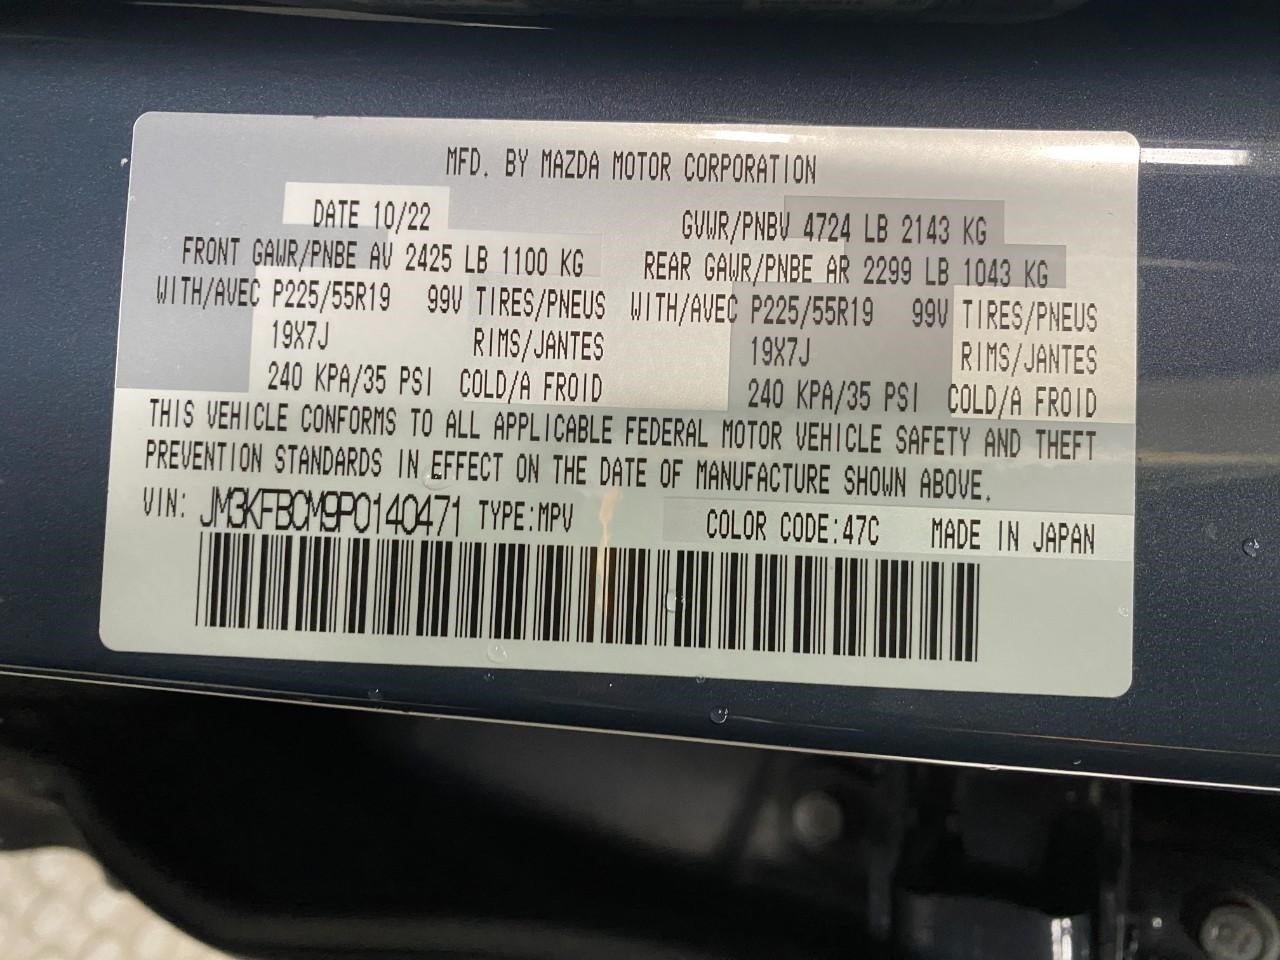 MFD. BY MAZDA MOTOR CORPORATION
DATE 10/22
GVWR/PNBV 4724 LB 2143 KG
FRONT GAWR/PNBE AV 2425 LB 1100 KG
REAR GAWR/PNBE AR 2299 LB 1043 KG
WITH/AVEC P225/55R19 99V TIRES/PNEUS
WITH/AVEC P225/55R19 99V TIRES/PNEUS
19X7J RIMS/JANTES
19X7J RIMS/JANTES
240 KPA/35 PSI COLD/A FROID
240 KPA/35 PSI COLD/A FROID
THIS VEHICLE CONFORMS TO ALL APPLICABLE FEDERAL MOTOR VEHICLE SAFETY AND THEFT
PREVENTION STANDARDS IN EFFECT ON THE DATE OF MANUFACTURE SHOWN ABOVE.
VIN: JM3KFBCM9P0140471 TYPE:MPV COLOR CODE:47C MADE IN JAPAN